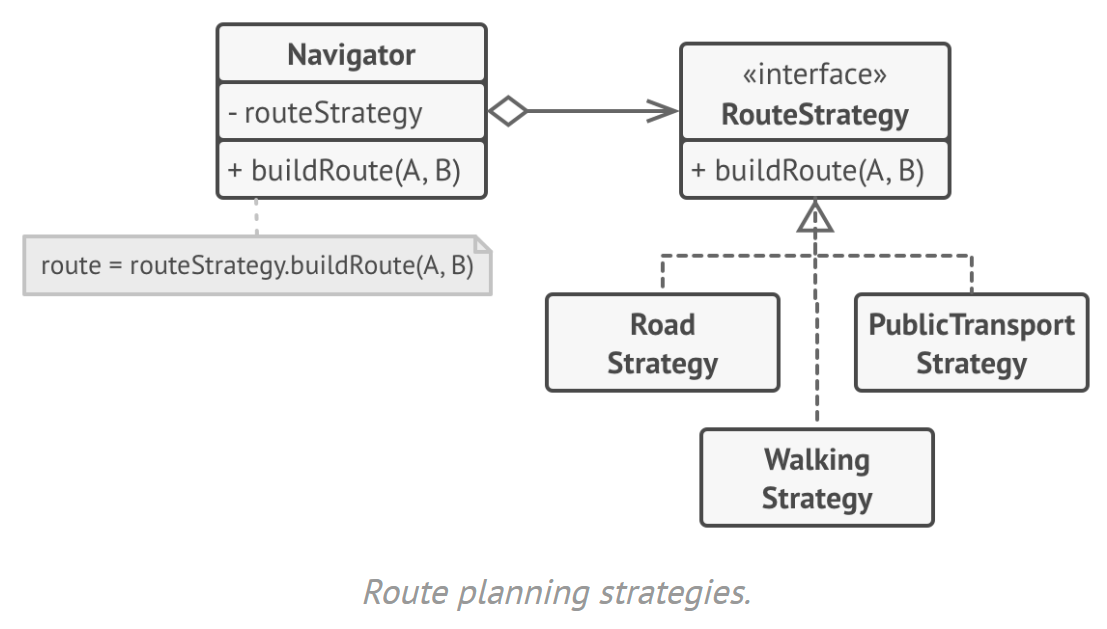 Navigator
- routeStrategy
+ buildRoute(A, B)
route = routeStrategy.buildRoute(A, B)
«interface»
RouteStrategy
+ buildRoute(A, B)
Road
Strategy
PublicTransport
Strategy
Walking
Strategy
Route planning strategies.